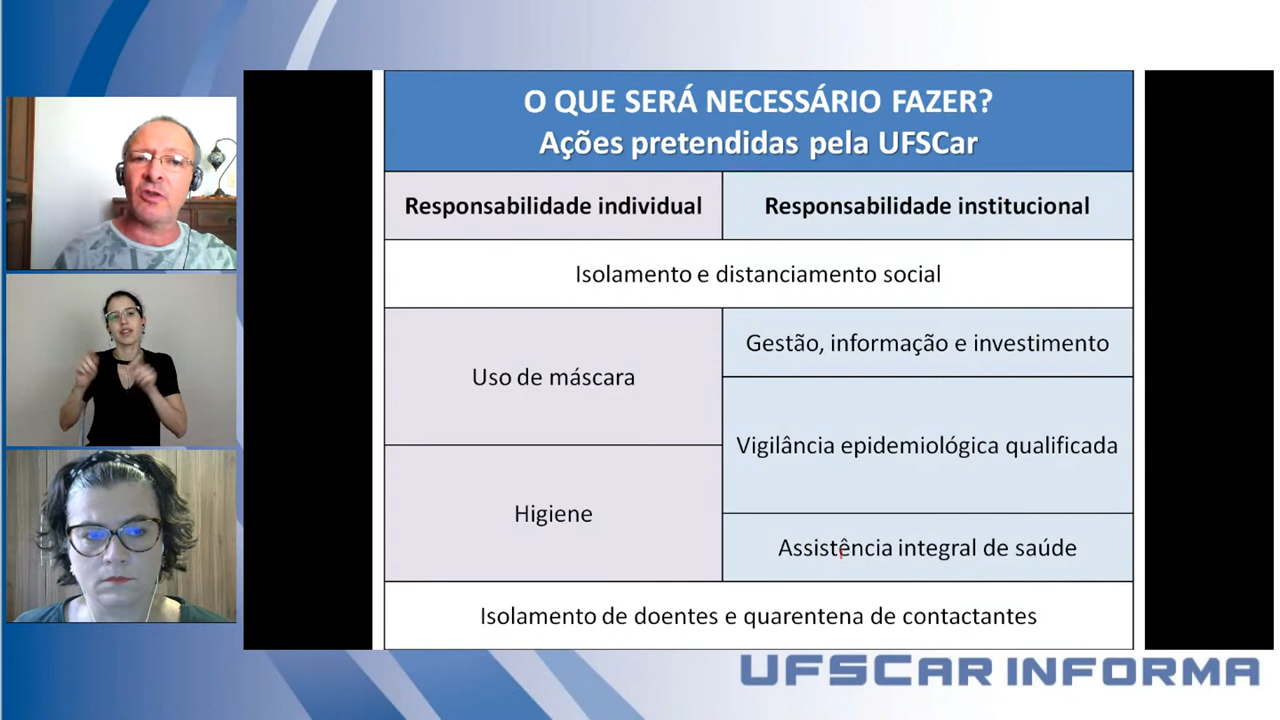 O QUE SERÁ NECESSÁRIO FAZER?
Ações pretendidas pela UFSCar
Responsabilidade individual
Responsabilidade institucional
Isolamento e distanciamento social
Uso de máscara
Gestão, informação e investimento
Vigilância epidemiológica qualificada
Higiene
Assistência integral de saúde
Isolamento de doentes e quarentena de contactantes
UFSCAR INFORMA